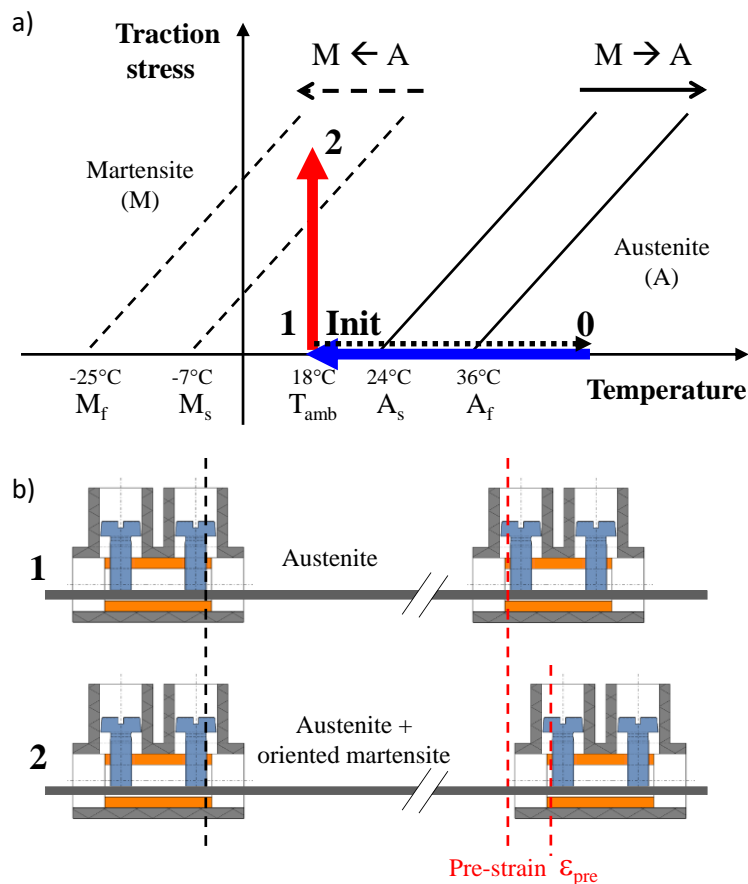 a)
Traction
stress
M ← A
M → A
2
Martensite
(M)
Austenite
(A)
1 Init 0
-25°C -7°C 18°C 24°C 36°C
Temperature
M_f M_s T_amb A_s A_f
b)
1
Austenite
2
Austenite +
oriented martensite
Pre-strain ε_pre